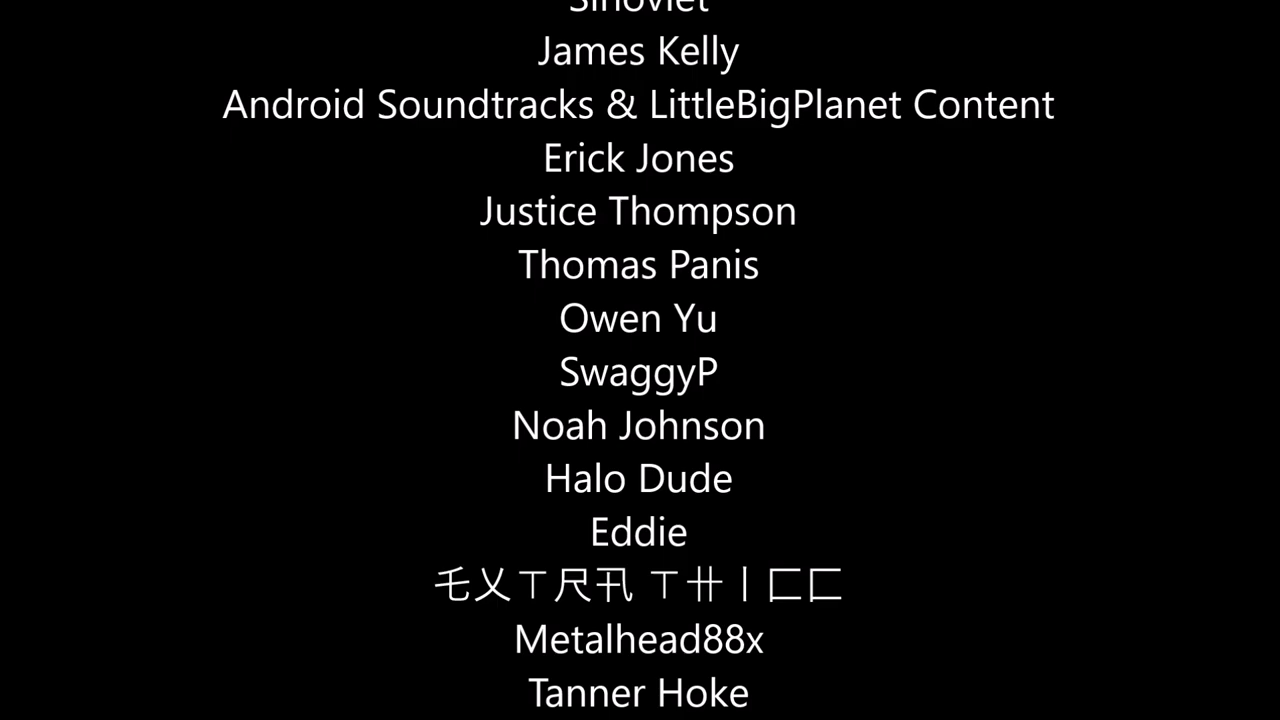 Sinoviet
James Kelly
Android Soundtracks & LittleBigPlanet Content
Erick Jones
Justice Thompson
Thomas Panis
Owen Yu
SwaggyP
Noah Johnson
Halo Dude
Eddie
乇乂ㄒ尺卂 ㄒ卄丨匚匚
Metalhead88x
Tanner Hoke